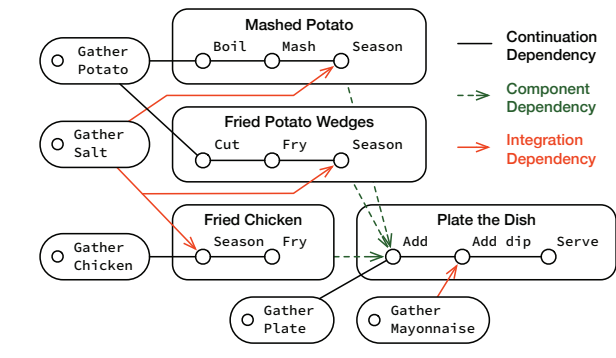 Mashed Potato
Boil Mash Season
Gather
Potato
Continuation
Dependency
Component
Dependency
Fried Potato Wedges
Cut Fry Season
Gather
Salt
Integration
Dependency
Fried Chicken
Season Fry
Gather
Chicken
Plate the Dish
Add Add dip Serve
Gather
Plate
Gather
Mayonnaise